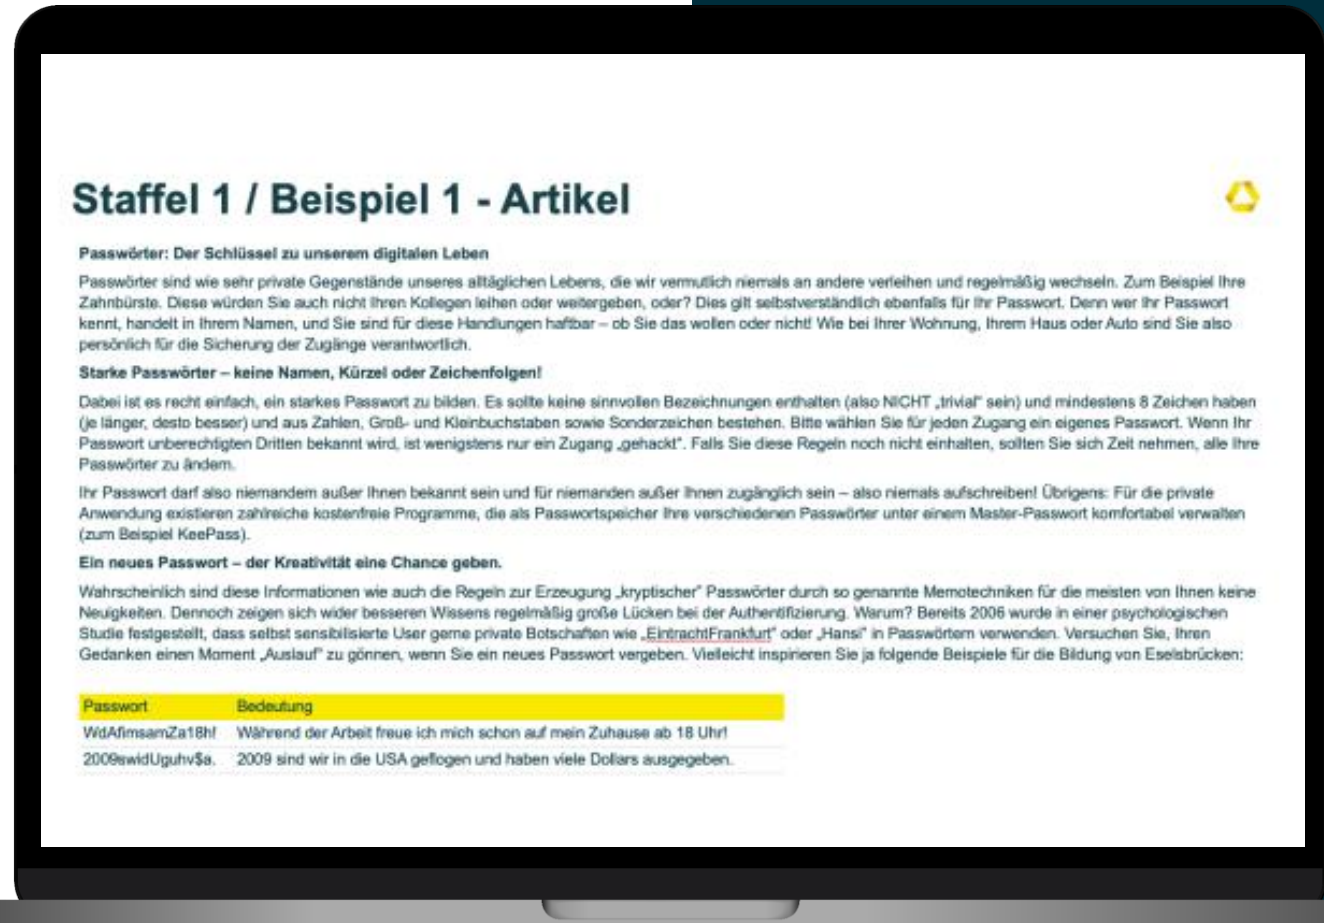 Staffel 1 / Beispiel 1 - Artikel
Passwörter: Der Schlüssel zu unserem digitalen Leben
Passwörter sind wie sehr private Gegenstände unseres alltäglichen Lebens, die wir vermutlich niemals an andere verleihen und regelmäßig wechseln. Zum Beispiel Ihre
Zahnbürste. Diese würden Sie auch nicht Ihren Kollegen leihen oder weitergeben, oder? Dies gilt selbstverständlich ebenfalls für Ihr Passwort. Denn wer Ihr Passwort
kennt, handelt in Ihrem Namen, und Sie sind für diese Handlungen haftbar – ob Sie das wollen oder nicht! Wie bei Ihrer Wohnung, Ihrem Haus oder Auto sind Sie also
persönlich für die Sicherung der Zugänge verantwortlich.
Starke Passwörter – keine Namen, Kürzel oder Zeichenfolgen!
Dabei ist es recht einfach, ein starkes Passwort zu bilden. Es sollte keine sinnvollen Bezeichnungen enthalten (also NICHT „trivial“ sein) und mindestens 8 Zeichen haben
(je länger, desto besser) und aus Zahlen, Groß- und Kleinbuchstaben sowie Sonderzeichen bestehen. Bitte wählen Sie für jeden Zugang ein eigenes Passwort. Wenn Ihr
Passwort unberechtigten Dritten bekannt wird, ist wenigstens nur ein Zugang „gehackt“. Falls Sie diese Regeln noch nicht einhalten, sollten Sie sich Zeit nehmen, alle Ihre
Passwörter zu ändern.
Ihr Passwort darf also niemandem außer Ihnen bekannt sein und für niemanden außer Ihnen zugänglich sein – also niemals aufschreiben! Übrigens: Für die private
Anwendung existieren zahlreiche kostenfreie Programme, die als Passwortspeicher Ihre verschiedenen Passwörter unter einem Master-Passwort komfortabel verwalten
(zum Beispiel KeePass).
Ein neues Passwort – der Kreativität eine Chance geben.
Wahrscheinlich sind diese Informationen wie auch die Regeln zur Erzeugung „kryptischer“ Passwörter durch so genannte Memotechniken für die meisten von Ihnen keine
Neuigkeiten. Dennoch zeigen sich wider besseren Wissens regelmäßig große Lücken bei der Authentifizierung. Warum? Bereits 2006 wurde in einer psychologischen
Studie festgestellt, dass selbst sensibilisierte User gerne private Botschaften wie „EintrachtFrankfurt“ oder „Hansi“ in Passwörtern verwenden. Versuchen Sie, Ihren
Gedanken einen Moment „Auslauf“ zu gönnen, wenn Sie ein neues Passwort vergeben. Vielleicht inspirieren Sie ja folgende Beispiele für die Bildung von Eselsbrücken:
Passwort Bedeutung
WdAfimsamZa18h! Während der Arbeit freue ich mich schon auf mein Zuhause ab 18 Uhr!
2009swidUguhv$a. 2009 sind wir in die USA geflogen und haben viele Dollars ausgegeben.